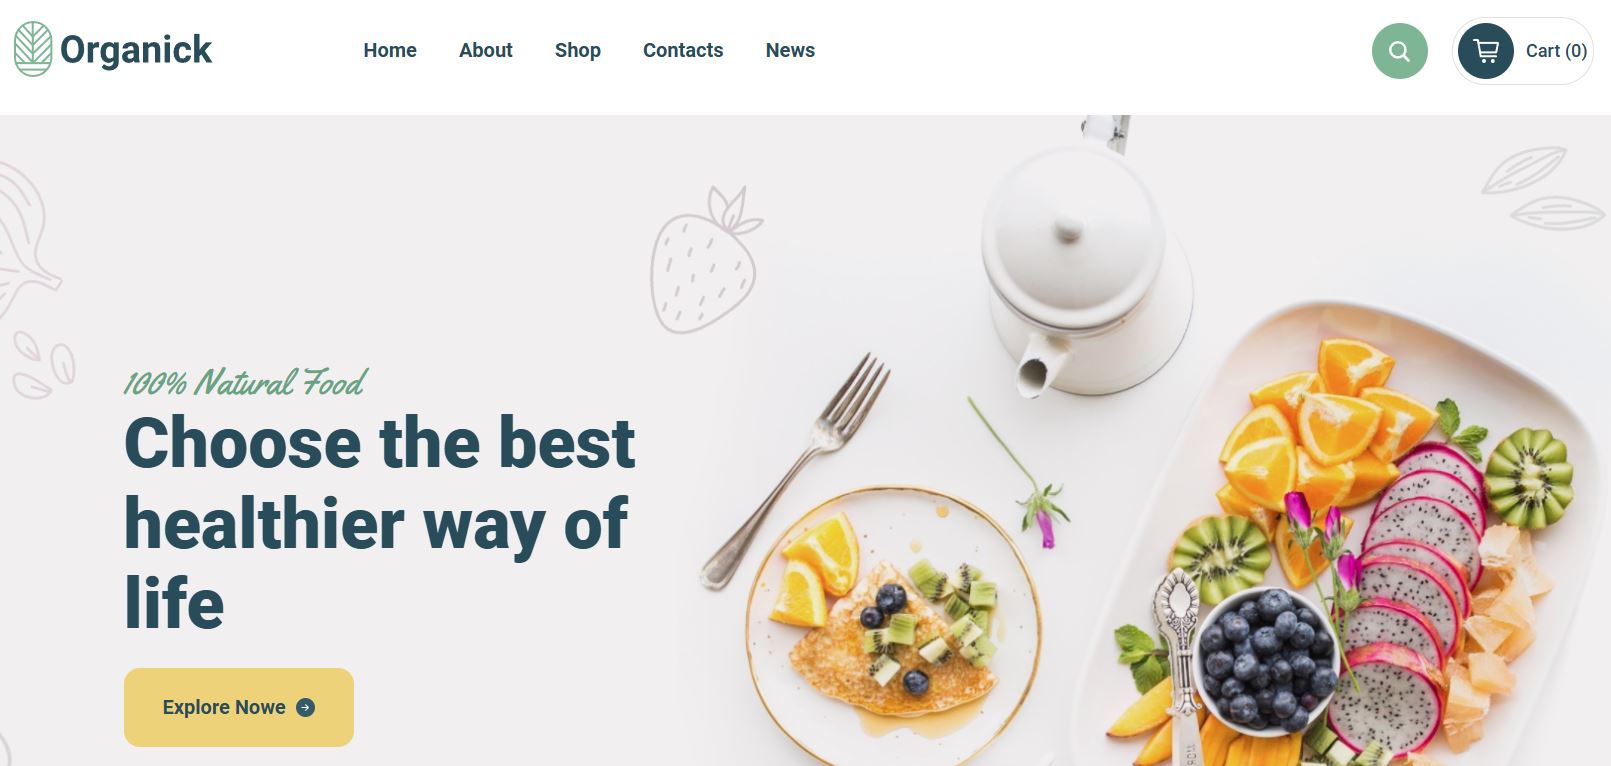 Organick
Home About Shop Contacts News
Cart (0)
100% Natural Food
Choose the best
healthier way of
life
Explore Nowe